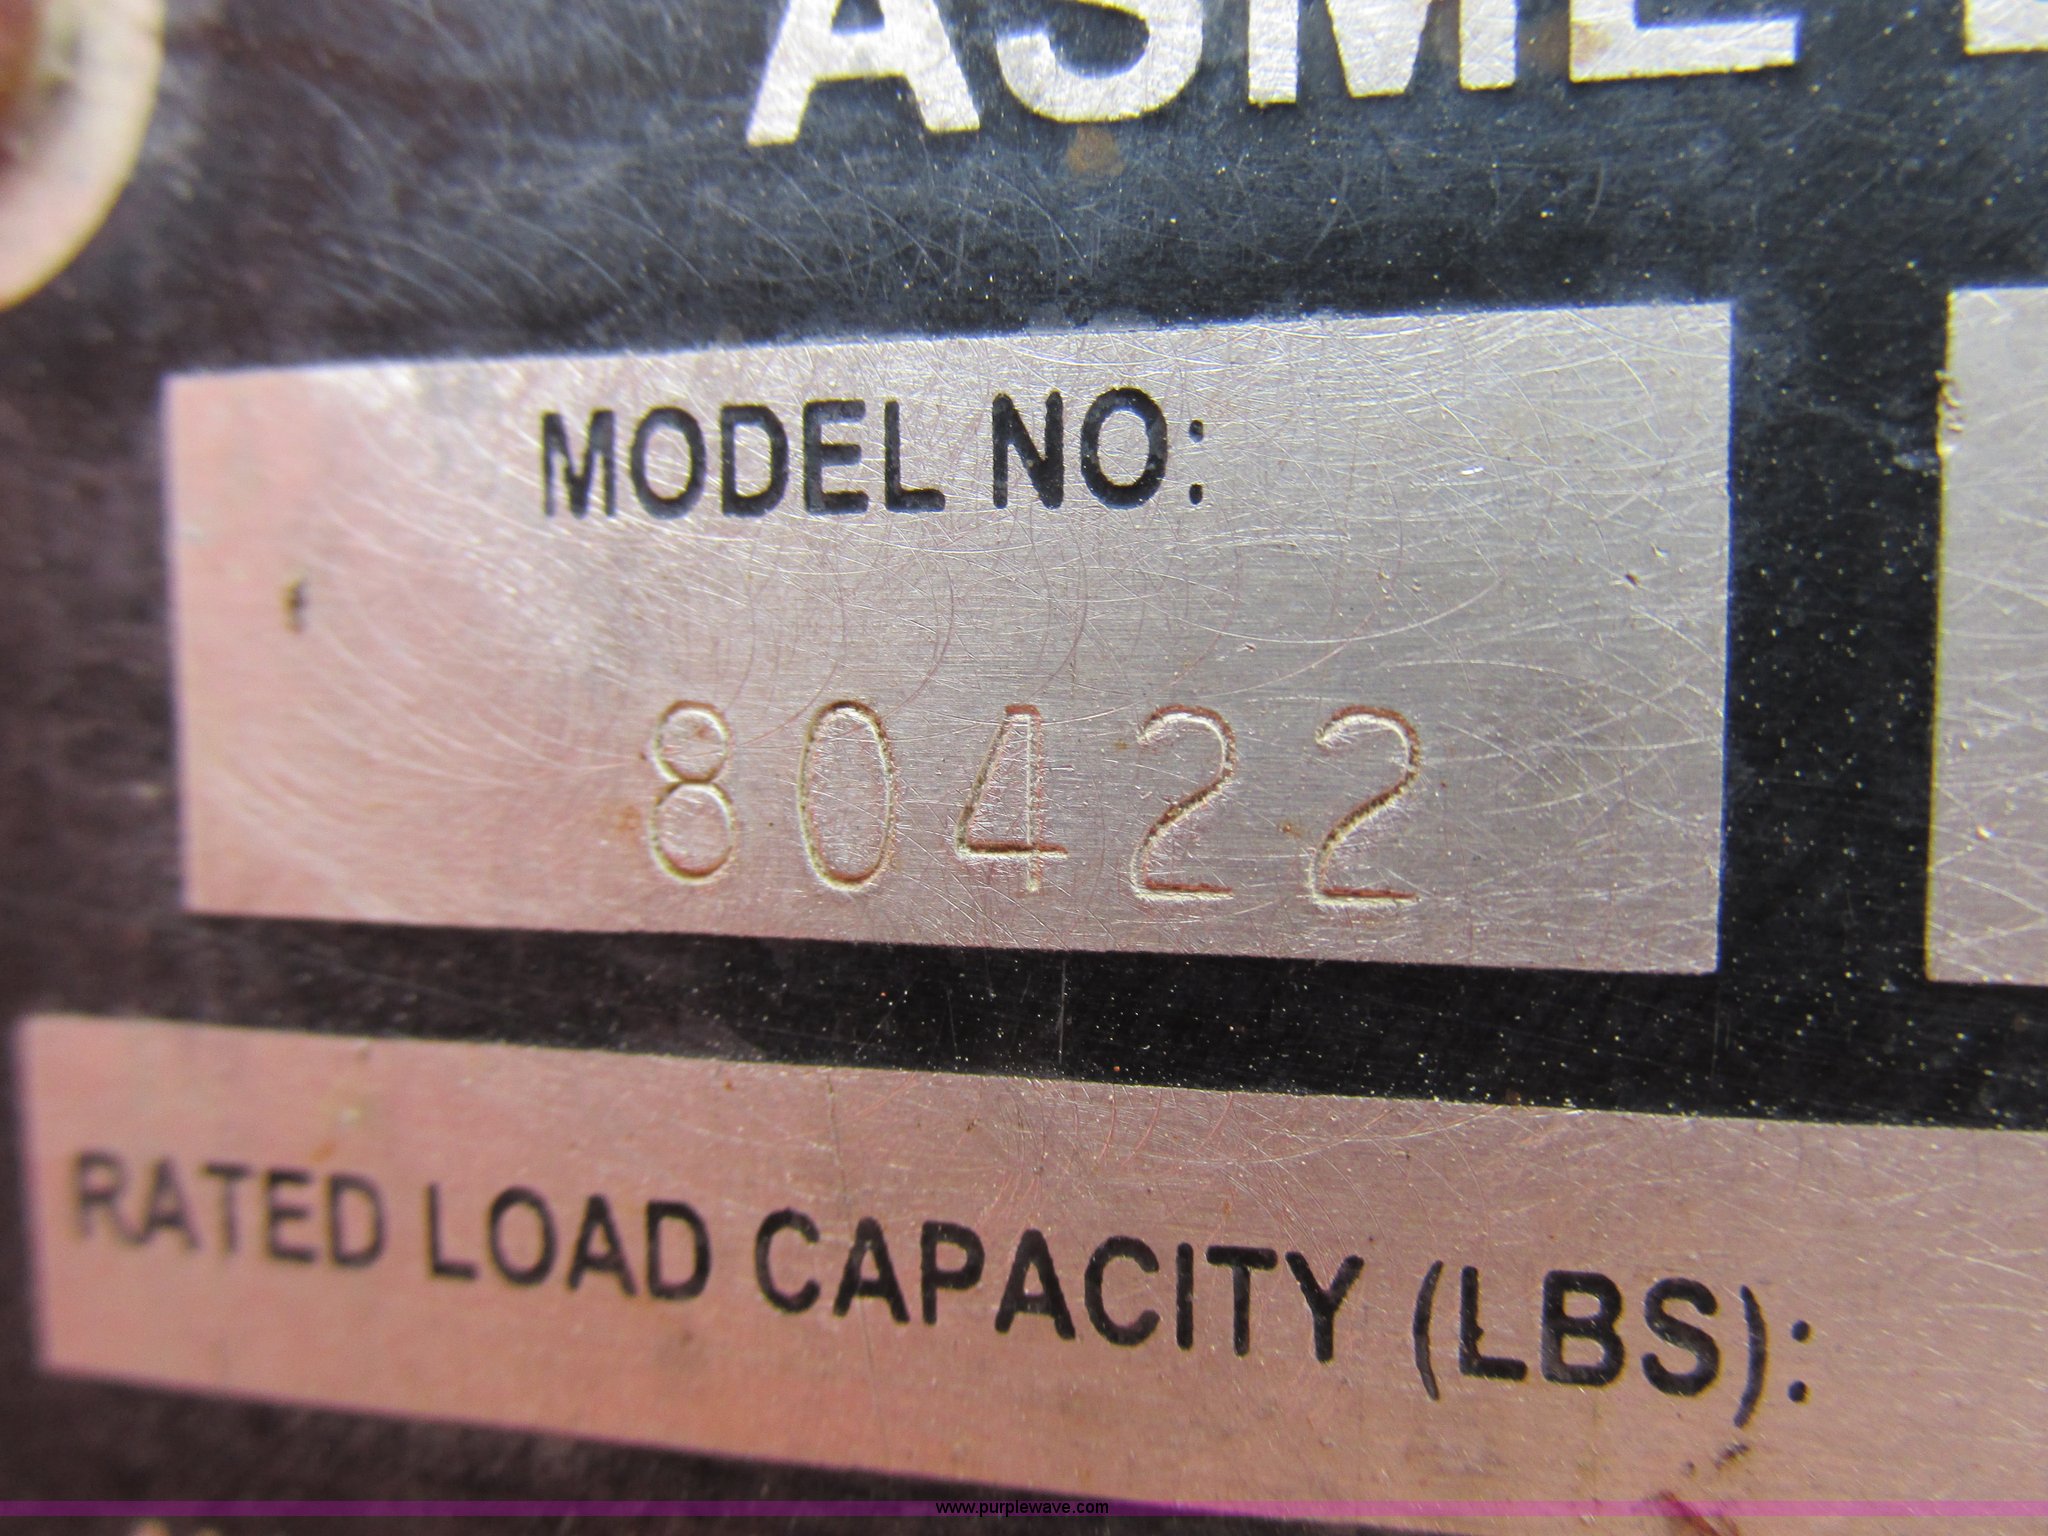 ASME
MODEL NO:
80422
RATED LOAD CAPACITY (LBS):
www.purplewave.com